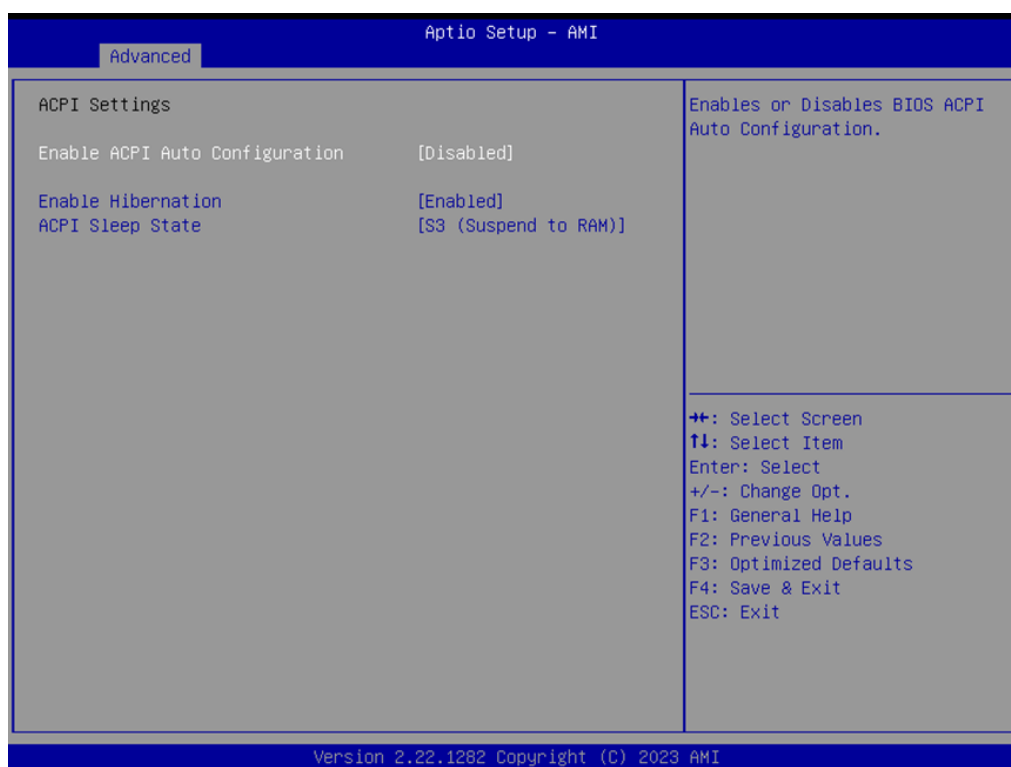 Aptio Setup – AMI
Advanced
ACPI Settings
Enable ACPI Auto Configuration [Disabled]
Enable Hibernation [Enabled]
ACPI Sleep State [S3 (Suspend to RAM)]
Enables or Disables BIOS ACPI
Auto Configuration.
→←: Select Screen
↑↓: Select Item
Enter: Select
+/-: Change Opt.
F1: General Help
F2: Previous Values
F3: Optimized Defaults
F4: Save & Exit
ESC: Exit
Version 2.22.1282 Copyright (C) 2023 AMI